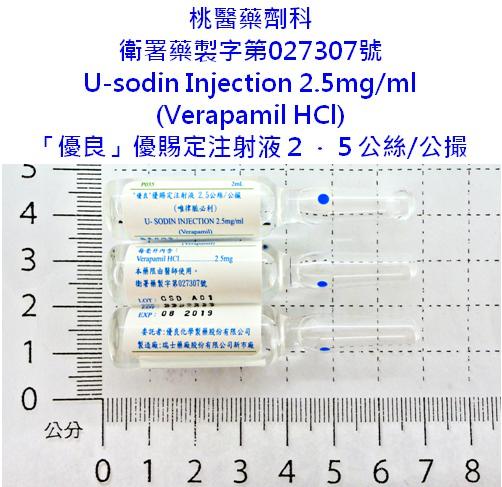 桃醫藥劑科
衛署藥製字第027307號
U-sodin Injection 2.5mg/ml
(Verapamil HCl)
「優良」優賜定注射液２．５公絲/公撮
P055 2mL
"優良"優賜定注射液 2.5公絲/公撮
(唯律脈必利)
U- SODIN INJECTION 2.5mg/ml
(Verapamil)
每毫升內含:
Verapamil HCl 2.5mg
本藥限由醫師使用。
衛署藥製字第027307號
LOT: CSD A01
EXP: 08 2019
委託者:優良化學製藥股份有限公司
製造廠:瑞士藥廠股份有限公司新市廠
5
4
3
2
1
0
公分
0 1 2 3 4 5 6 7 8